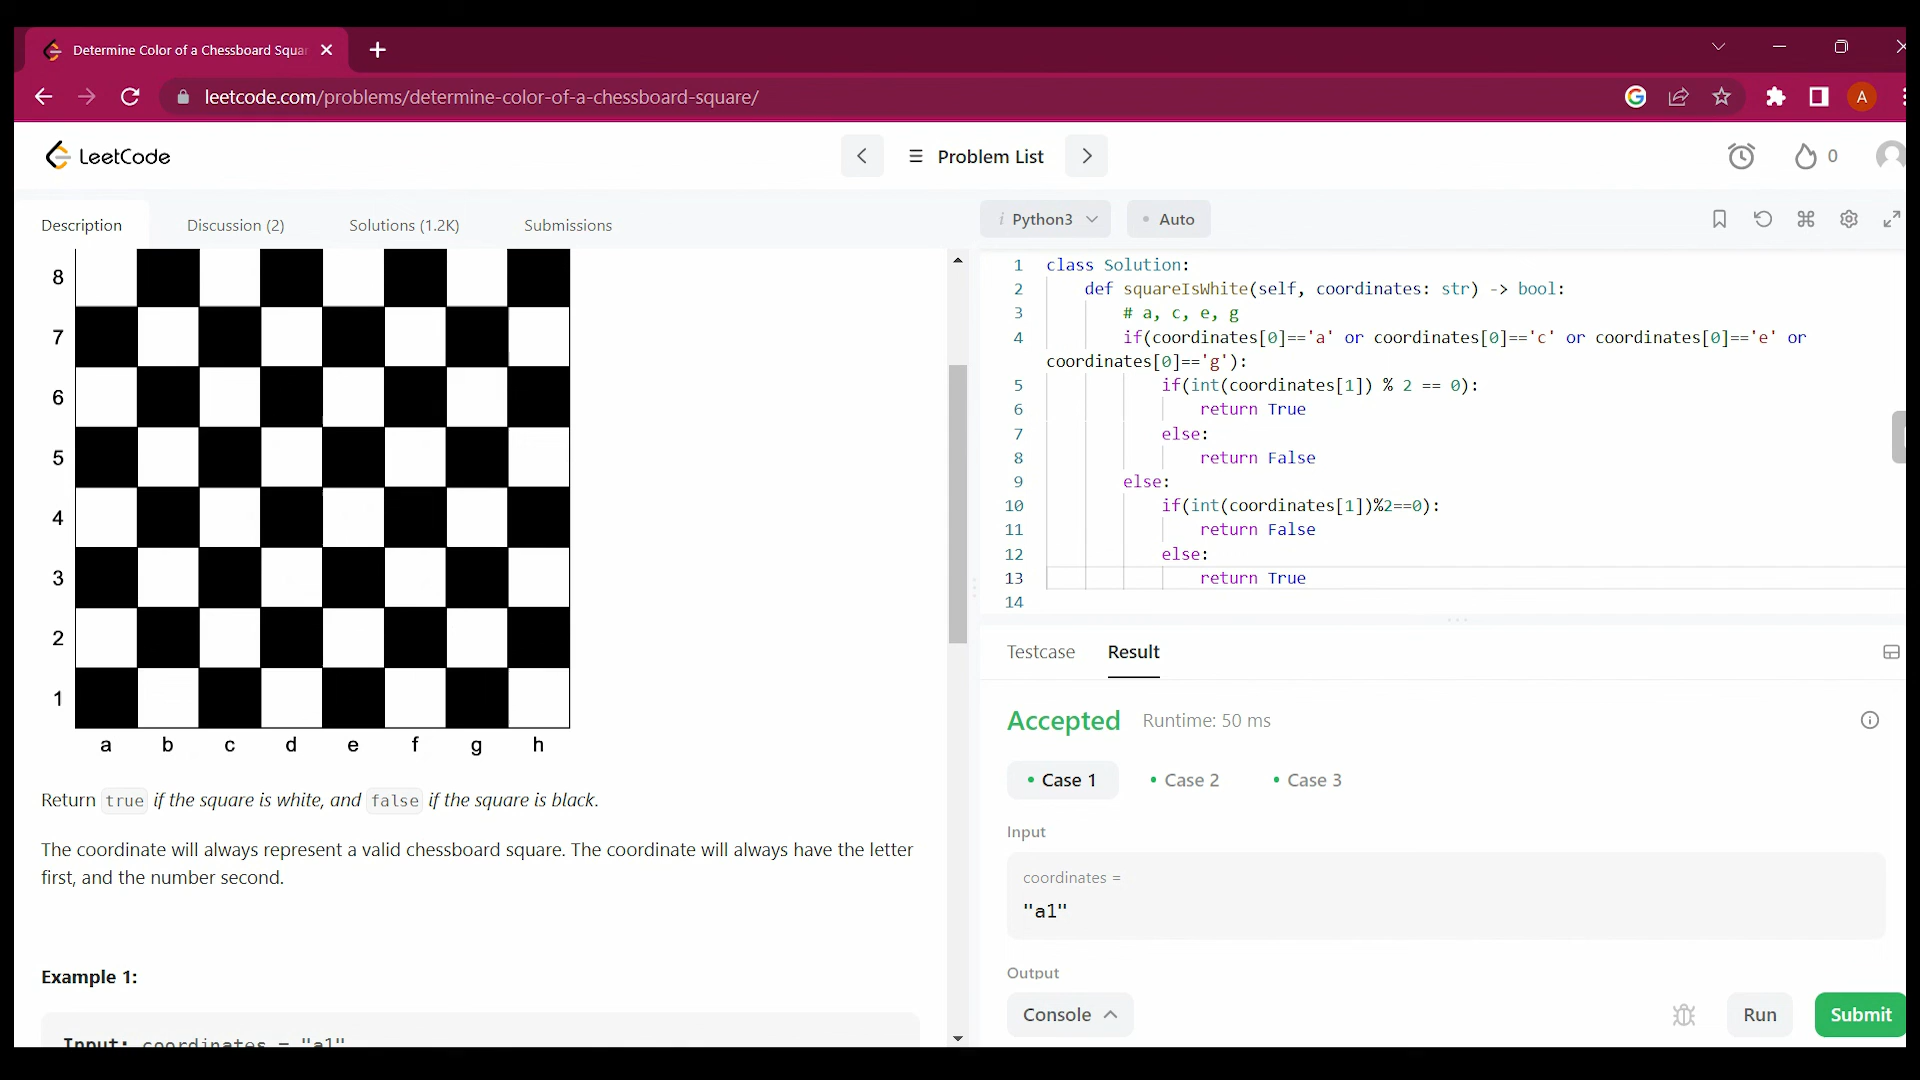 Determine Color of a Chessboard Squa
leetcode.com/problems/determine-color-of-a-chessboard-square/
A
LeetCode
Problem List
0
Description
Discussion (2)
Solutions (1.2K)
Submissions
8
7
6
5
4
3
2
1
a b c d e f g h
Return true if the square is white, and false if the square is black.
The coordinate will always represent a valid chessboard square. The coordinate will always have the letter
first, and the number second.
Example 1:
Input: coordinates = "a1"
i Python3
Auto
1 class Solution:
2 def squareIsWhite(self, coordinates: str) -> bool:
3 # a, c, e, g
4 if(coordinates[0]=='a' or coordinates[0]=='c' or coordinates[0]=='e' or
coordinates[0]=='g'):
5 if(int(coordinates[1]) % 2 == 0):
6 return True
7 else:
8 return False
9 else:
10 if(int(coordinates[1])%2==0):
11 return False
12 else:
13 return True
14
Testcase
Result
Accepted Runtime: 50 ms
• Case 1 • Case 2 • Case 3
Input
coordinates =
"a1"
Output
Console
Run
Submit